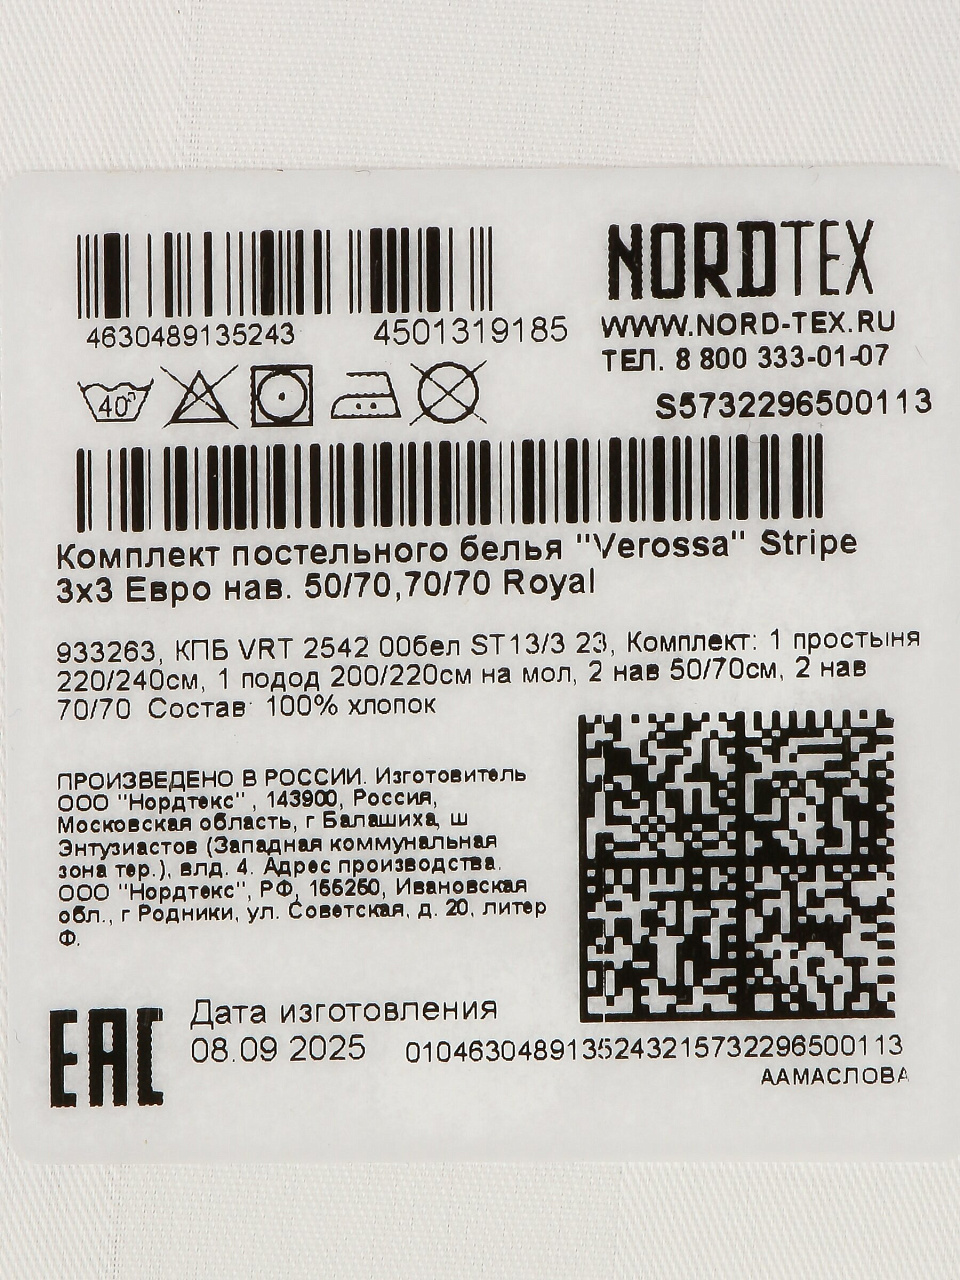 NORDTEX
4630489135243 4501319185
WWW.NORD-TEX.RU
ТЕЛ. 8 800 333-01-07
40°
S5732296500113
Комплект постельного белья "Verossa" Stripe
3х3 Евро нав. 50/70,70/70 Royal
933263, КПБ VRT 2542 00бел ST13/3 23, Комплект: 1 простыня
220/240см, 1 подод 200/220см на мол, 2 нав 50/70см, 2 нав
70/70 Состав: 100% хлопок
ПРОИЗВЕДЕНО В РОССИИ. Изготовитель
ООО "Нордтекс" , 143900, Россия,
Московская область, г Балашиха, ш
Энтузиастов (Западная коммунальная
зона тер.), влд. 4. Адрес производства.
ООО "Нордтекс", РФ, 155250, Ивановская
обл., г Родники, ул. Советская, д. 20, литер
Ф.
EAC
Дата изготовления
08.09 2025
0104630489135243215732296500113
ААМАСЛОВА